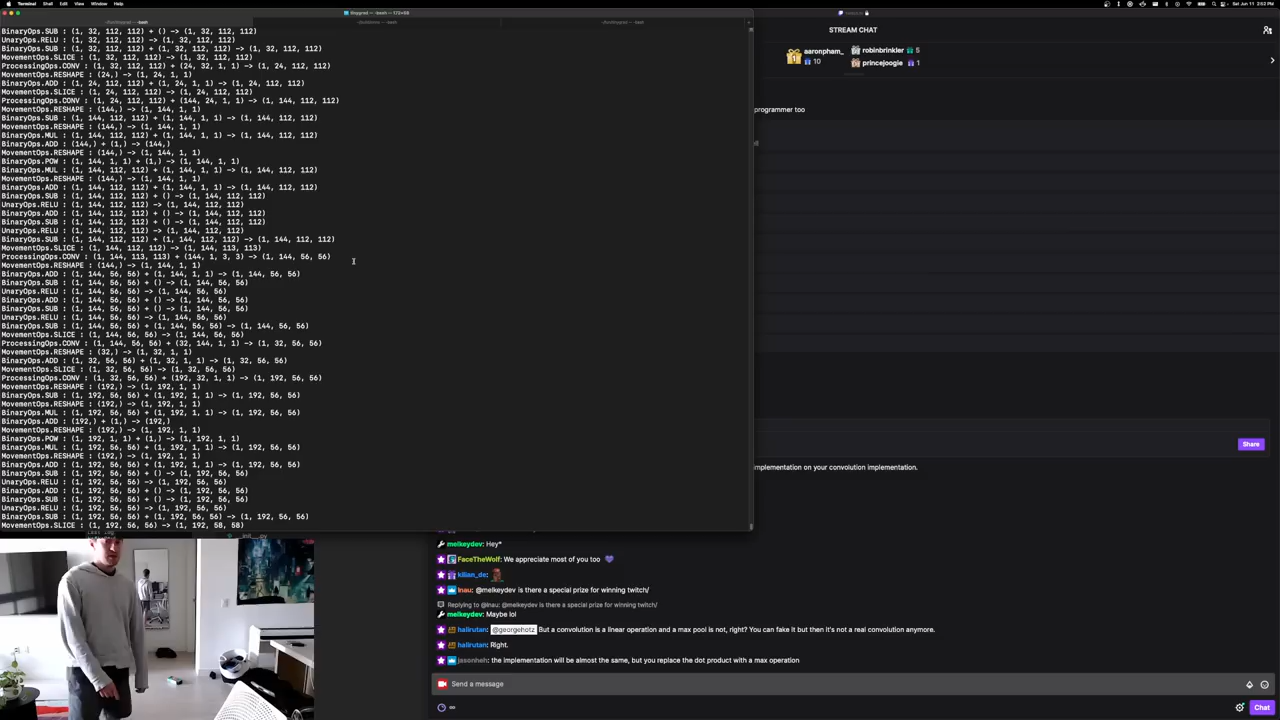 Terminal Shell Edit View Window Help
Sat Jun 11 2:52 PM
BinaryOps.SUB : (1, 32, 112, 112) + () -> (1, 32, 112, 112)
UnaryOps.RELU : (1, 32, 112, 112) -> (1, 32, 112, 112)
BinaryOps.SUB : (1, 32, 112, 112) + (1, 32, 112, 112) -> (1, 32, 112, 112)
MovementOps.SLICE : (1, 32, 112, 112) -> (1, 32, 112, 112)
ProcessingOps.CONV : (1, 32, 112, 112) + (24, 32, 1, 1) -> (1, 24, 112, 112)
MovementOps.RESHAPE : (24,) -> (1, 24, 1, 1)
BinaryOps.ADD : (1, 24, 112, 112) + (1, 24, 1, 1) -> (1, 24, 112, 112)
MovementOps.SLICE : (1, 24, 112, 112) -> (1, 24, 112, 112)
ProcessingOps.CONV : (1, 24, 112, 112) + (144, 24, 1, 1) -> (1, 144, 112, 112)
MovementOps.RESHAPE : (144,) -> (1, 144, 1, 1)
BinaryOps.SUB : (1, 144, 112, 112) + (1, 144, 1, 1) -> (1, 144, 112, 112)
MovementOps.RESHAPE : (144,) -> (1, 144, 1, 1)
BinaryOps.MUL : (1, 144, 112, 112) + (1, 144, 1, 1) -> (1, 144, 112, 112)
BinaryOps.ADD : (144,) + (1,) -> (144,)
MovementOps.RESHAPE : (144,) -> (1, 144, 1, 1)
BinaryOps.POW : (1, 144, 1, 1) + (1,) -> (1, 144, 1, 1)
BinaryOps.MUL : (1, 144, 112, 112) + (1, 144, 1, 1) -> (1, 144, 112, 112)
MovementOps.RESHAPE : (144,) -> (1, 144, 1, 1)
BinaryOps.ADD : (1, 144, 112, 112) + (1, 144, 1, 1) -> (1, 144, 112, 112)
BinaryOps.SUB : (1, 144, 112, 112) + () -> (1, 144, 112, 112)
UnaryOps.RELU : (1, 144, 112, 112) -> (1, 144, 112, 112)
BinaryOps.ADD : (1, 144, 112, 112) + () -> (1, 144, 112, 112)
BinaryOps.SUB : (1, 144, 112, 112) + () -> (1, 144, 112, 112)
UnaryOps.RELU : (1, 144, 112, 112) -> (1, 144, 112, 112)
BinaryOps.SUB : (1, 144, 112, 112) + (1, 144, 112, 112) -> (1, 144, 112, 112)
MovementOps.SLICE : (1, 144, 112, 112) -> (1, 144, 113, 113)
ProcessingOps.CONV : (1, 144, 113, 113) + (144, 1, 3, 3) -> (1, 144, 56, 56)
MovementOps.RESHAPE : (144,) -> (1, 144, 1, 1)
BinaryOps.ADD : (1, 144, 56, 56) + (1, 144, 1, 1) -> (1, 144, 56, 56)
BinaryOps.SUB : (1, 144, 56, 56) + () -> (1, 144, 56, 56)
UnaryOps.RELU : (1, 144, 56, 56) -> (1, 144, 56, 56)
BinaryOps.ADD : (1, 144, 56, 56) + () -> (1, 144, 56, 56)
BinaryOps.SUB : (1, 144, 56, 56) + () -> (1, 144, 56, 56)
UnaryOps.RELU : (1, 144, 56, 56) -> (1, 144, 56, 56)
BinaryOps.SUB : (1, 144, 56, 56) + (1, 144, 56, 56) -> (1, 144, 56, 56)
MovementOps.SLICE : (1, 144, 56, 56) -> (1, 144, 56, 56)
ProcessingOps.CONV : (1, 144, 56, 56) + (32, 144, 1, 1) -> (1, 32, 56, 56)
MovementOps.RESHAPE : (32,) -> (1, 32, 1, 1)
BinaryOps.ADD : (1, 32, 56, 56) + (1, 32, 1, 1) -> (1, 32, 56, 56)
MovementOps.SLICE : (1, 32, 56, 56) -> (1, 32, 56, 56)
ProcessingOps.CONV : (1, 32, 56, 56) + (192, 32, 1, 1) -> (1, 192, 56, 56)
MovementOps.RESHAPE : (192,) -> (1, 192, 1, 1)
BinaryOps.SUB : (1, 192, 56, 56) + (1, 192, 1, 1) -> (1, 192, 56, 56)
MovementOps.RESHAPE : (192,) -> (1, 192, 1, 1)
BinaryOps.MUL : (1, 192, 56, 56) + (1, 192, 1, 1) -> (1, 192, 56, 56)
BinaryOps.ADD : (192,) + (1,) -> (192,)
MovementOps.RESHAPE : (192,) -> (1, 192, 1, 1)
BinaryOps.POW : (1, 192, 1, 1) + (1,) -> (1, 192, 1, 1)
BinaryOps.MUL : (1, 192, 56, 56) + (1, 192, 1, 1) -> (1, 192, 56, 56)
MovementOps.RESHAPE : (192,) -> (1, 192, 1, 1)
BinaryOps.ADD : (1, 192, 56, 56) + (1, 192, 1, 1) -> (1, 192, 56, 56)
BinaryOps.SUB : (1, 192, 56, 56) + () -> (1, 192, 56, 56)
UnaryOps.RELU : (1, 192, 56, 56) -> (1, 192, 56, 56)
BinaryOps.ADD : (1, 192, 56, 56) + () -> (1, 192, 56, 56)
BinaryOps.SUB : (1, 192, 56, 56) + () -> (1, 192, 56, 56)
UnaryOps.RELU : (1, 192, 56, 56) -> (1, 192, 56, 56)
BinaryOps.SUB : (1, 192, 56, 56) + (1, 192, 56, 56) -> (1, 192, 56, 56)
MovementOps.SLICE : (1, 192, 56, 56) -> (1, 192, 58, 58)
__init__.py
STREAM CHAT
aaronpham_
10
robinbrinkler 5
princejoogie 1
programmer too
Share
implementation on your convolution implementation.
melkeydev: Hey*
FaceTheWolf: We appreciate most of you too
kilian_de:
lnau: @melkeydev is there a special prize for winning twitch/
Replying to @lnau: @melkeydev is there a special prize for winning twitch/
melkeydev: Maybe lol
halirutan: @georgehotz But a convolution is a linear operation and a max pool is not, right? You can fake it but then it's not a real convolution anymore.
halirutan: Right.
jasonheh: the implementation will be almost the same, but you replace the dot product with a max operation
Send a message
Chat